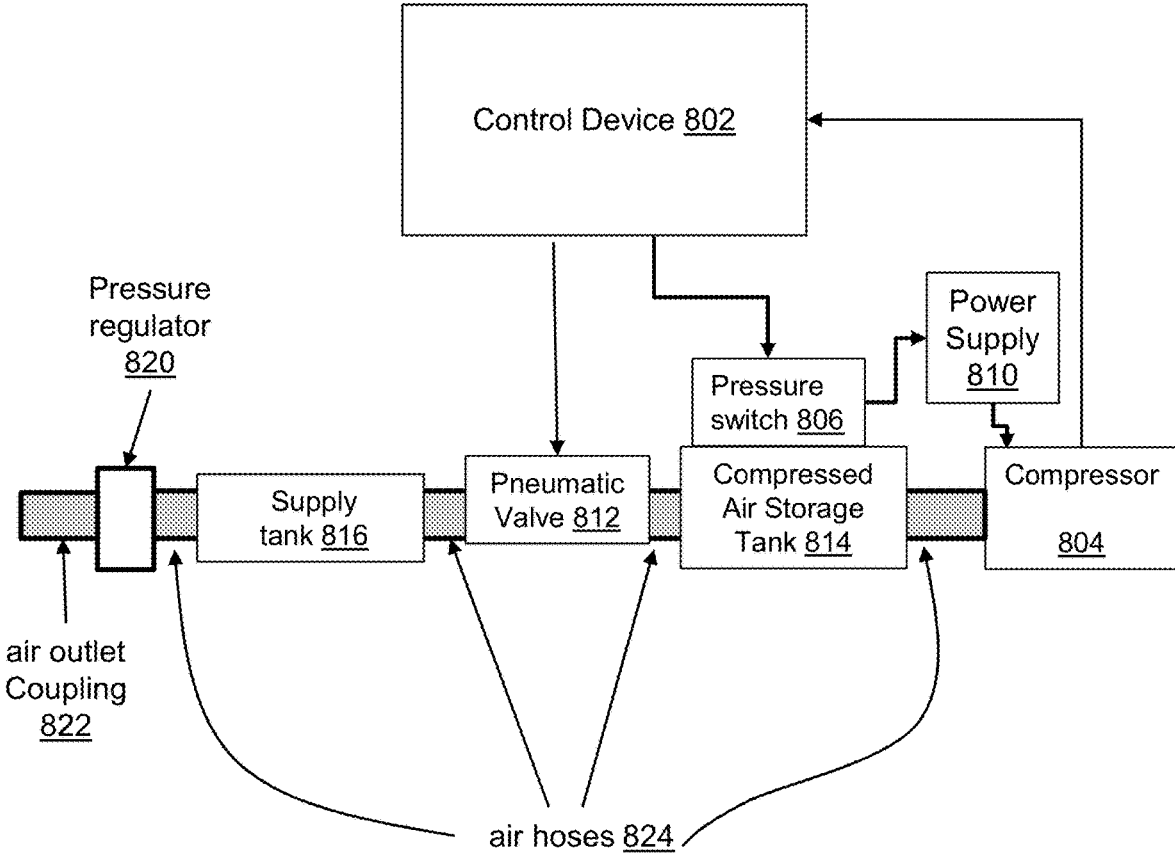 Control Device 802
Pressure
regulator
820
Power
Supply
810
Pressure
switch 806
Supply
tank 816
Pneumatic
Valve 812
Compressed
Air Storage
Tank 814
Compressor
804
air outlet
Coupling
822
air hoses 824